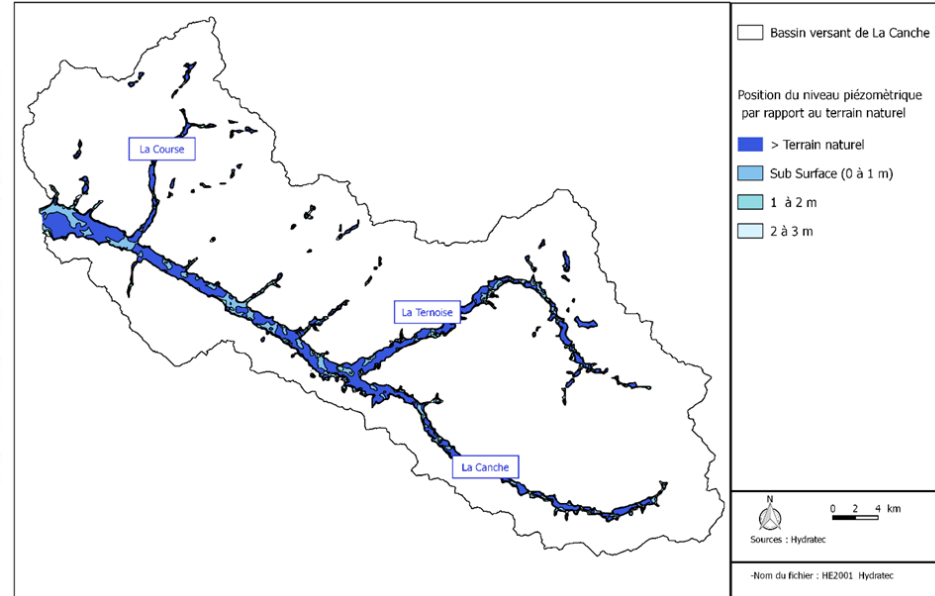 Bassin versant de La Canche
Position du niveau piézomètrique
par rapport au terrain naturel
> Terrain naturel
Sub Surface (0 à 1 m)
1 à 2 m
2 à 3 m
La Course
La Ternoise
La Canche
N
0 2 4 km
Sources : Hydratec
-Nom du fichier : HE2001 Hydratec